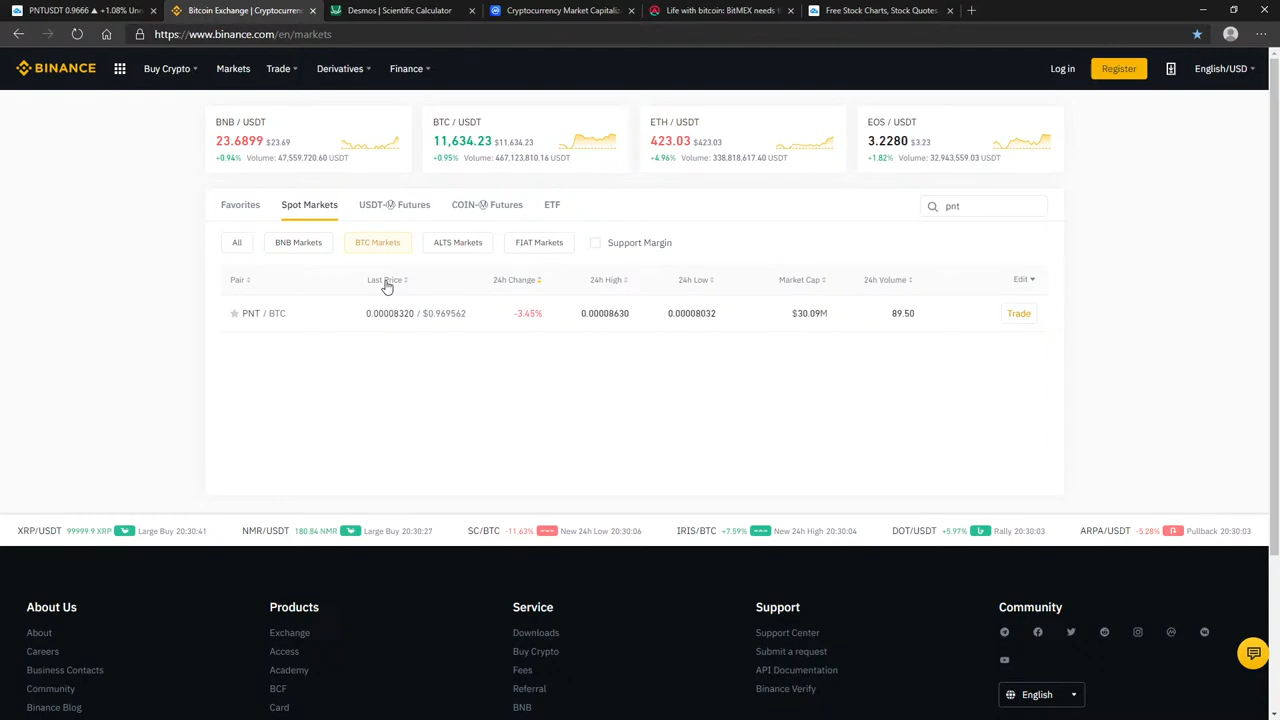 PNTUSDT 0.9666 ▲ +1.08% Unn
Bitcoin Exchange | Cryptocurren
Desmos | Scientific Calculator
Cryptocurrency Market Capitaliz
Life with bitcoin: BitMEX needs t
Free Stock Charts, Stock Quotes
https://www.binance.com/en/markets
BINANCE Buy Crypto Markets Trade Derivatives Finance Log in Register English/USD
BNB / USDT
23.6899 $23.69
+0.94% Volume: 47,559,720.60 USDT
BTC / USDT
11,634.23 $11,634.23
+0.95% Volume: 467,123,810.16 USDT
ETH / USDT
423.03 $423.03
+4.96% Volume: 338,818,617.40 USDT
EOS / USDT
3.2280 $3.23
+1.82% Volume: 32,943,559.03 USDT
Favorites Spot Markets USDT-Ⓜ Futures COIN-Ⓜ Futures ETF pnt
All BNB Markets BTC Markets ALTS Markets FIAT Markets Support Margin
Pair Last Price 24h Change 24h High 24h Low Market Cap 24h Volume Edit
PNT / BTC 0.00008320 / $0.969562 -3.45% 0.00008630 0.00008032 $30.09M 89.50 Trade
XRP/USDT 99999.9 XRP Large Buy 20:30:41 NMR/USDT 180.84 NMR Large Buy 20:30:27 SC/BTC -11.63% New 24h Low 20:30:06 IRIS/BTC +7.59% New 24h High 20:30:04 DOT/USDT +5.97% Rally 20:30:03 ARPA/USDT -5.28% Pullback 20:30:03
About Us
About
Careers
Business Contacts
Community
Binance Blog
Products
Exchange
Access
Academy
BCF
Card
Service
Downloads
Buy Crypto
Fees
Referral
BNB
Support
Support Center
Submit a request
API Documentation
Binance Verify
Community
English